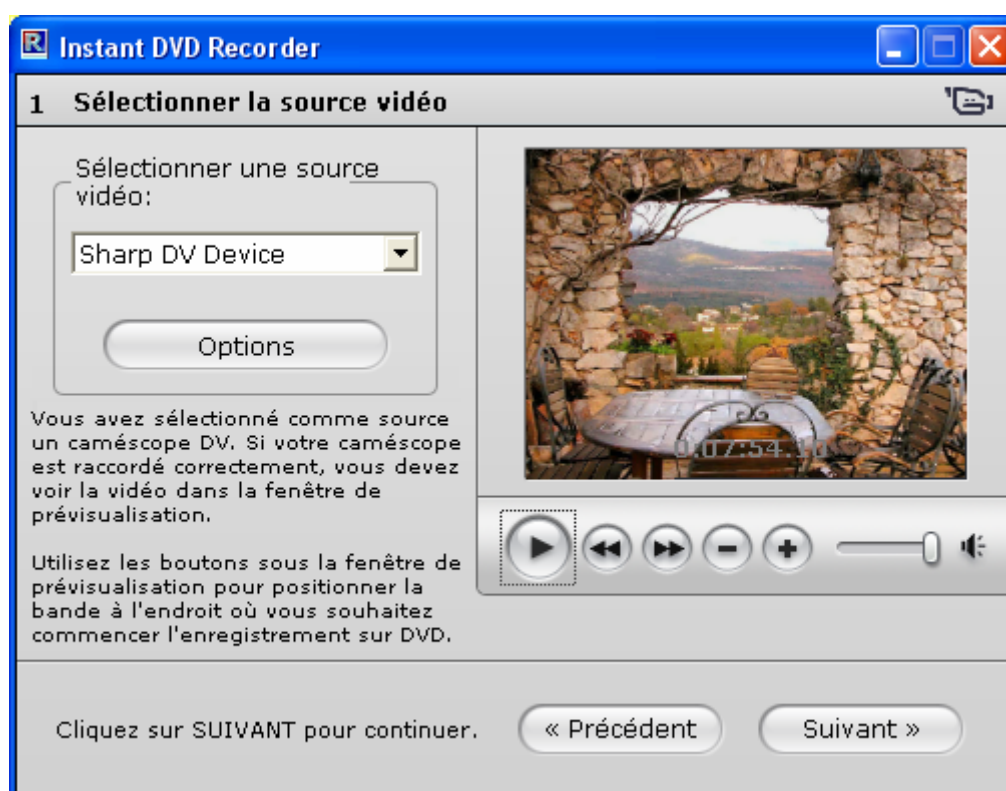 Instant DVD Recorder
1 Sélectionner la source vidéo
Sélectionner une source
vidéo:
Sharp DV Device
Options
Vous avez sélectionné comme source
un caméscope DV. Si votre caméscope
est raccordé correctement, vous devez
voir la vidéo dans la fenêtre de
prévisualisation.
Utilisez les boutons sous la fenêtre de
prévisualisation pour positionner la
bande à l'endroit où vous souhaitez
commencer l'enregistrement sur DVD.
Cliquez sur SUIVANT pour continuer.
« Précédent
Suivant »